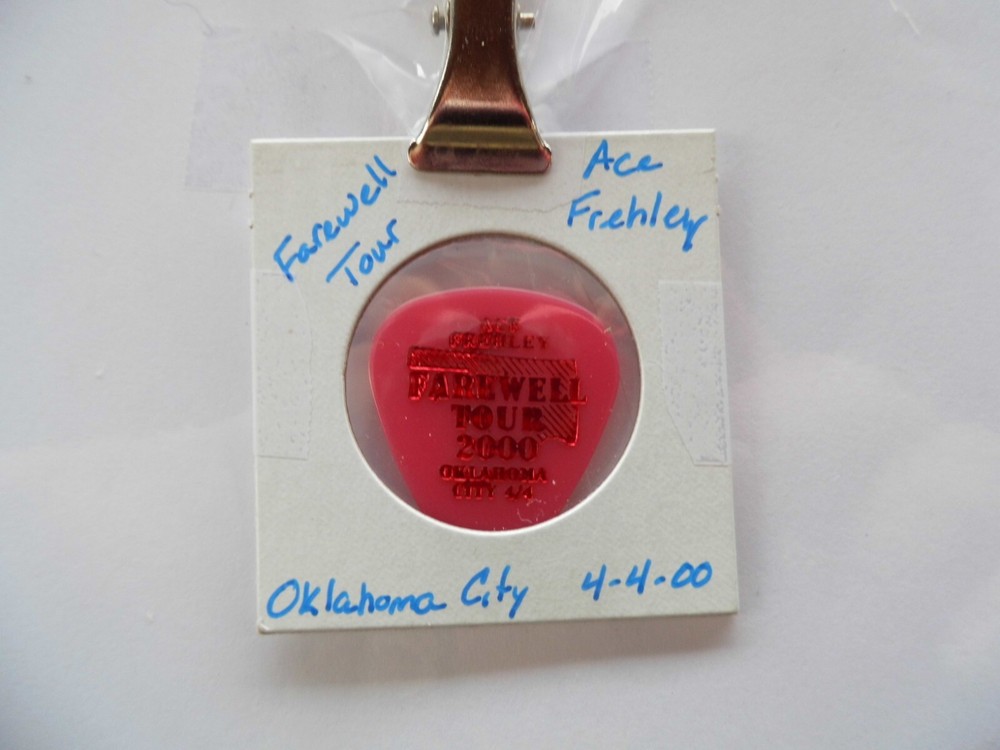 Farewell
Tour
Ace
Frehley
ACE
FREHLEY
FAREWELL
TOUR
2000
OKLAHOMA
CITY 4/4
Oklahoma City 4-4-00